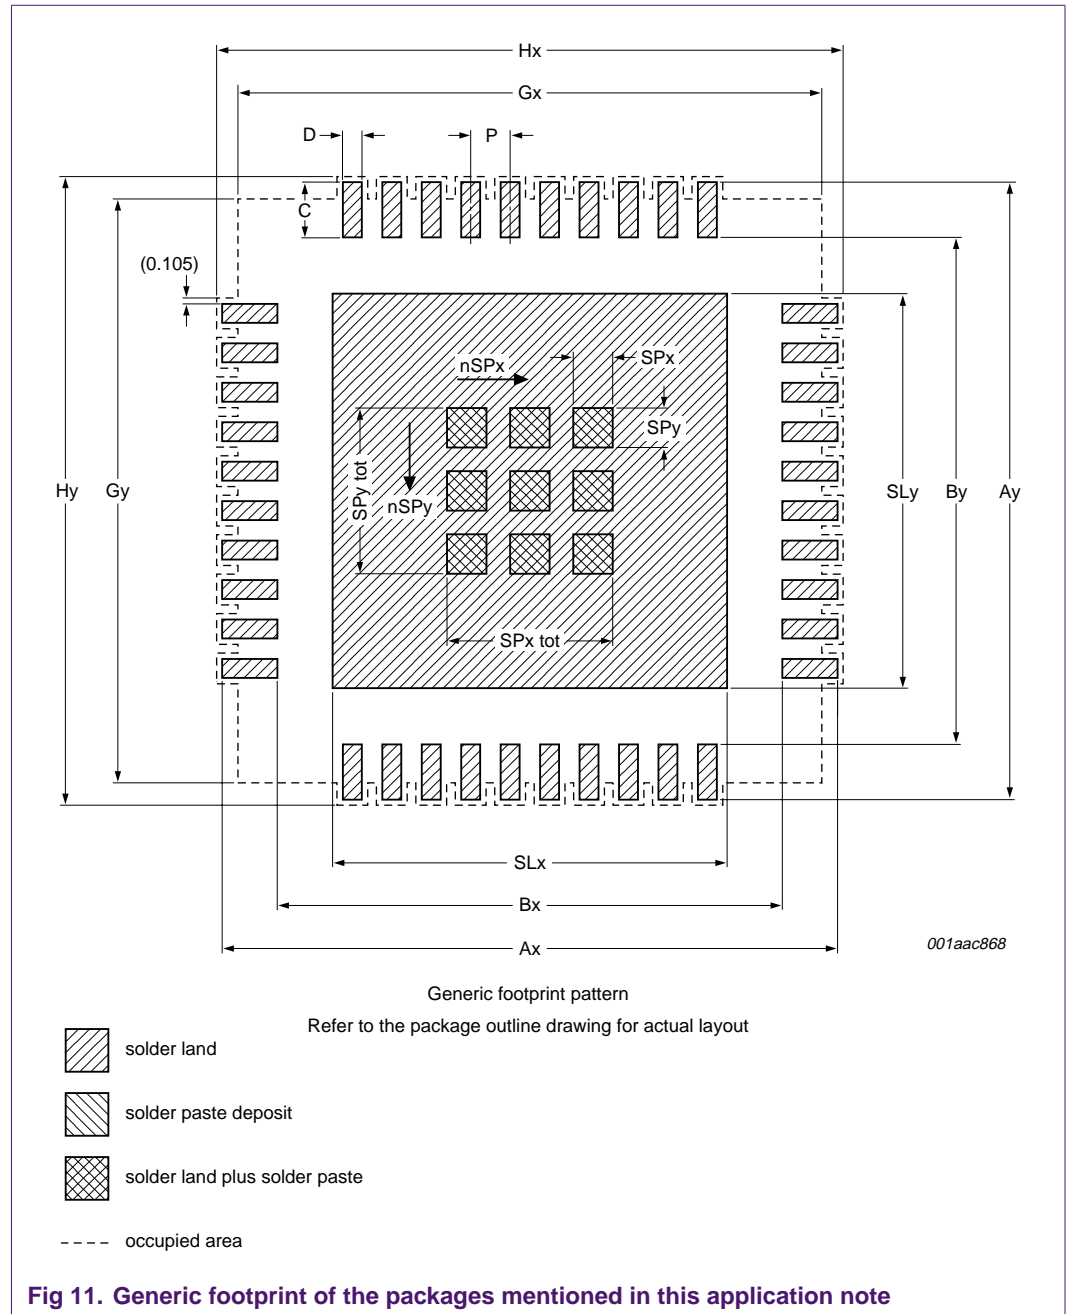 Hx
Gx
D
P
C
(0.105)
nSPx
SPx
SPy
SPy tot
nSPy
Hy
Gy
SLy
By
Ay
SPx tot
SLx
Bx
Ax
001aac868
Generic footprint pattern
Refer to the package outline drawing for actual layout
solder land
solder paste deposit
solder land plus solder paste
occupied area
Fig 11. Generic footprint of the packages mentioned in this application note